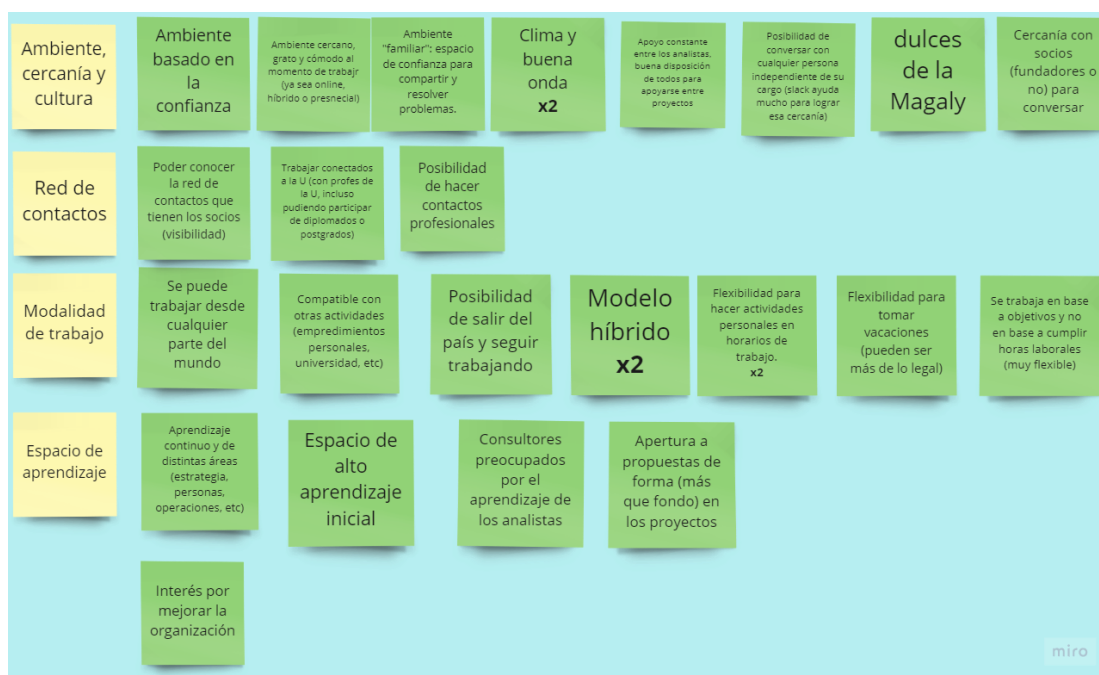 Ambiente,
cercanía y
cultura
Ambiente
basado en
la
confianza
Ambiente cercano,
grato y cómodo al
momento de trabajr
(ya sea online,
híbrido o presnecial)
Ambiente
"familiar": espacio
de confianza para
compartir y
resolver
problemas.
Clima y
buena
onda
x2
Apoyo constante
entre los analistas,
buena disposición
de todos para
apoyarse entre
proyectos
Posibilidad de
conversar con
cualquier persona
independiente de su
cargo (slack ayuda
mucho para lograr
esa cercanía)
dulces
de la
Magaly
Cercanía con
socios
(fundadores o
no) para
conversar
Red de
contactos
Poder conocer
la red de
contactos que
tienen los socios
(visibilidad)
Trabajar conectados
a la U (con profes de
la U, incluso
pudiendo participar
de diplomados o
postgrados)
Posibilidad
de hacer
contactos
profesionales
Modalidad
de trabajo
Se puede
trabajar desde
cualquier
parte del
mundo
Compatible con
otras actividades
(empredimientos
personales,
universidad, etc)
Posibilidad
de salir del
país y seguir
trabajando
Modelo
híbrido
x2
Flexibilidad para
hacer actividades
personales en
horarios de
trabajo.
x2
Flexibilidad para
tomar
vacaciones
(pueden ser
más de lo legal)
Se trabaja en base
a objetivos y no
en base a cumplir
horas laborales
(muy flexible)
Espacio de
aprendizaje
Aprendizaje
continuo y de
distintas áreas
(estrategia,
personas,
operaciones, etc)
Espacio de
alto
aprendizaje
inicial
Consultores
preocupados
por el
aprendizaje de
los analistas
Apertura a
propuestas de
forma (más
que fondo) en
los proyectos
Interés por
mejorar la
organización
miro